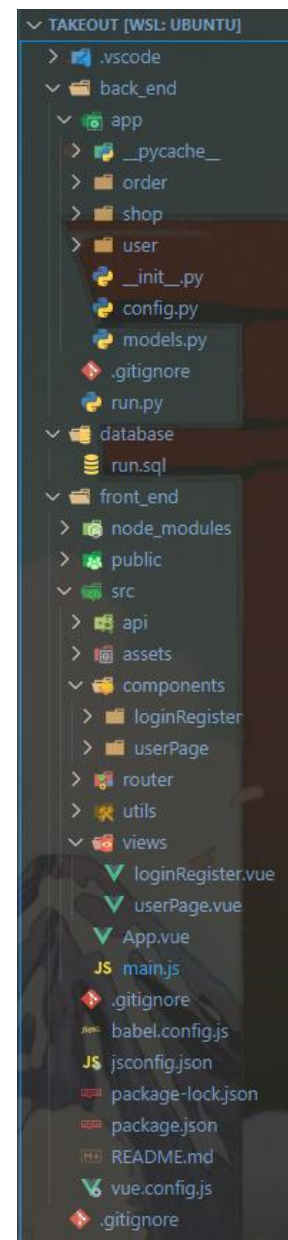 TAKEOUT [WSL: UBUNTU]
.vscode
back_end
app
__pycache__
order
shop
user
__init__.py
config.py
models.py
.gitignore
run.py
database
run.sql
front_end
node_modules
public
src
api
assets
components
loginRegister
userPage
router
utils
views
loginRegister.vue
userPage.vue
App.vue
JS main.js
.gitignore
babel.config.js
JS jsconfig.json
package-lock.json
package.json
README.md
vue.config.js
.gitignore